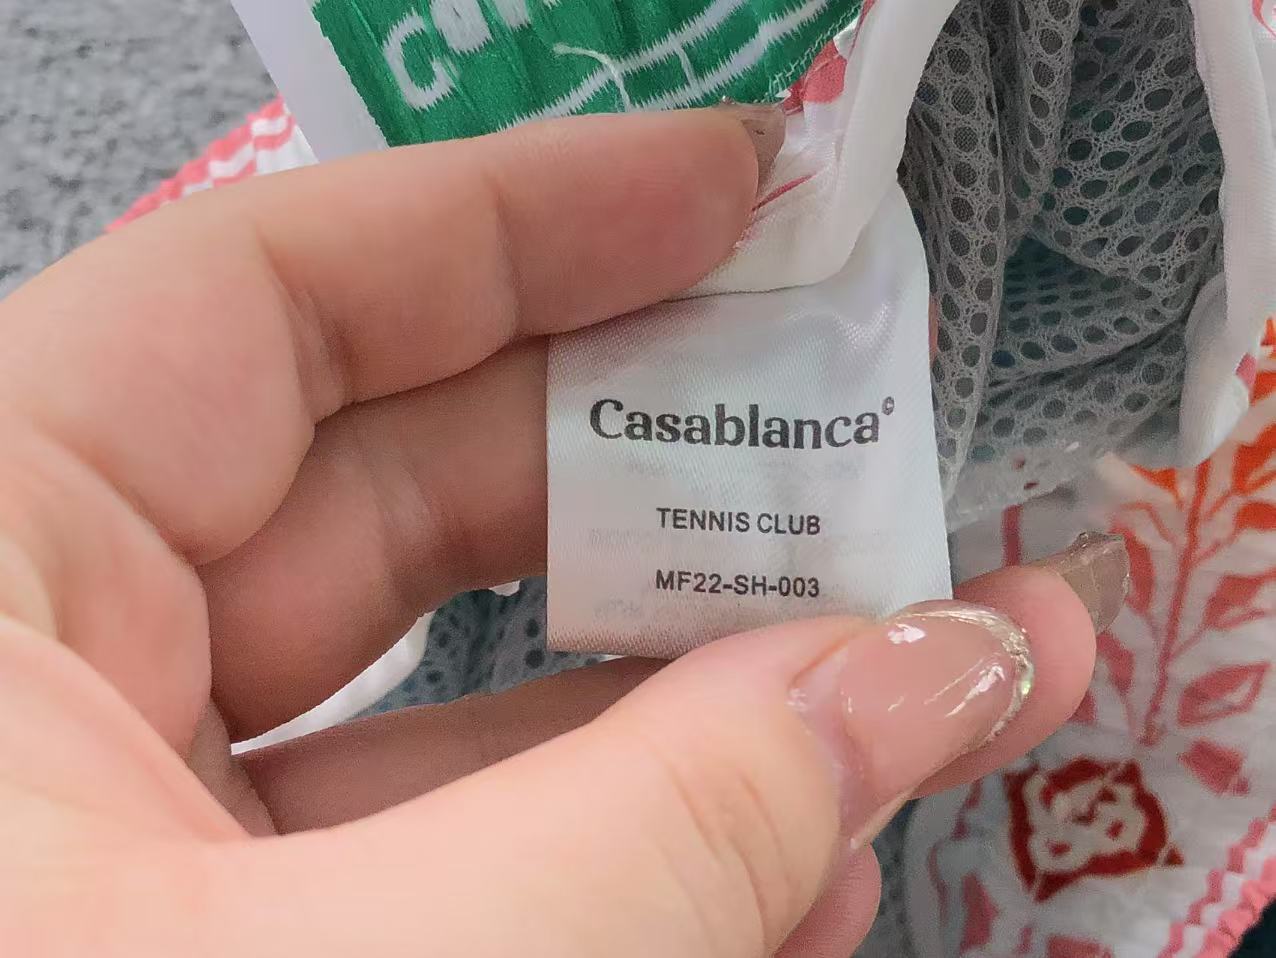 Casablanca©
TENNIS CLUB
MF22-SH-003